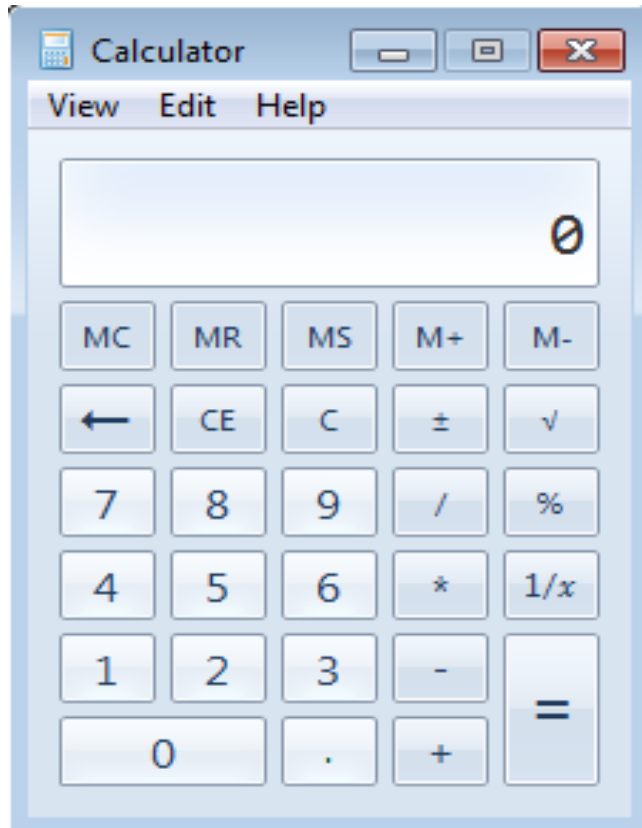 Calculator
View Edit Help
0
MC MR MS M+ M-
← CE C ± √
7 8 9 / %
4 5 6 * 1/x
1 2 3 - =
0 . +